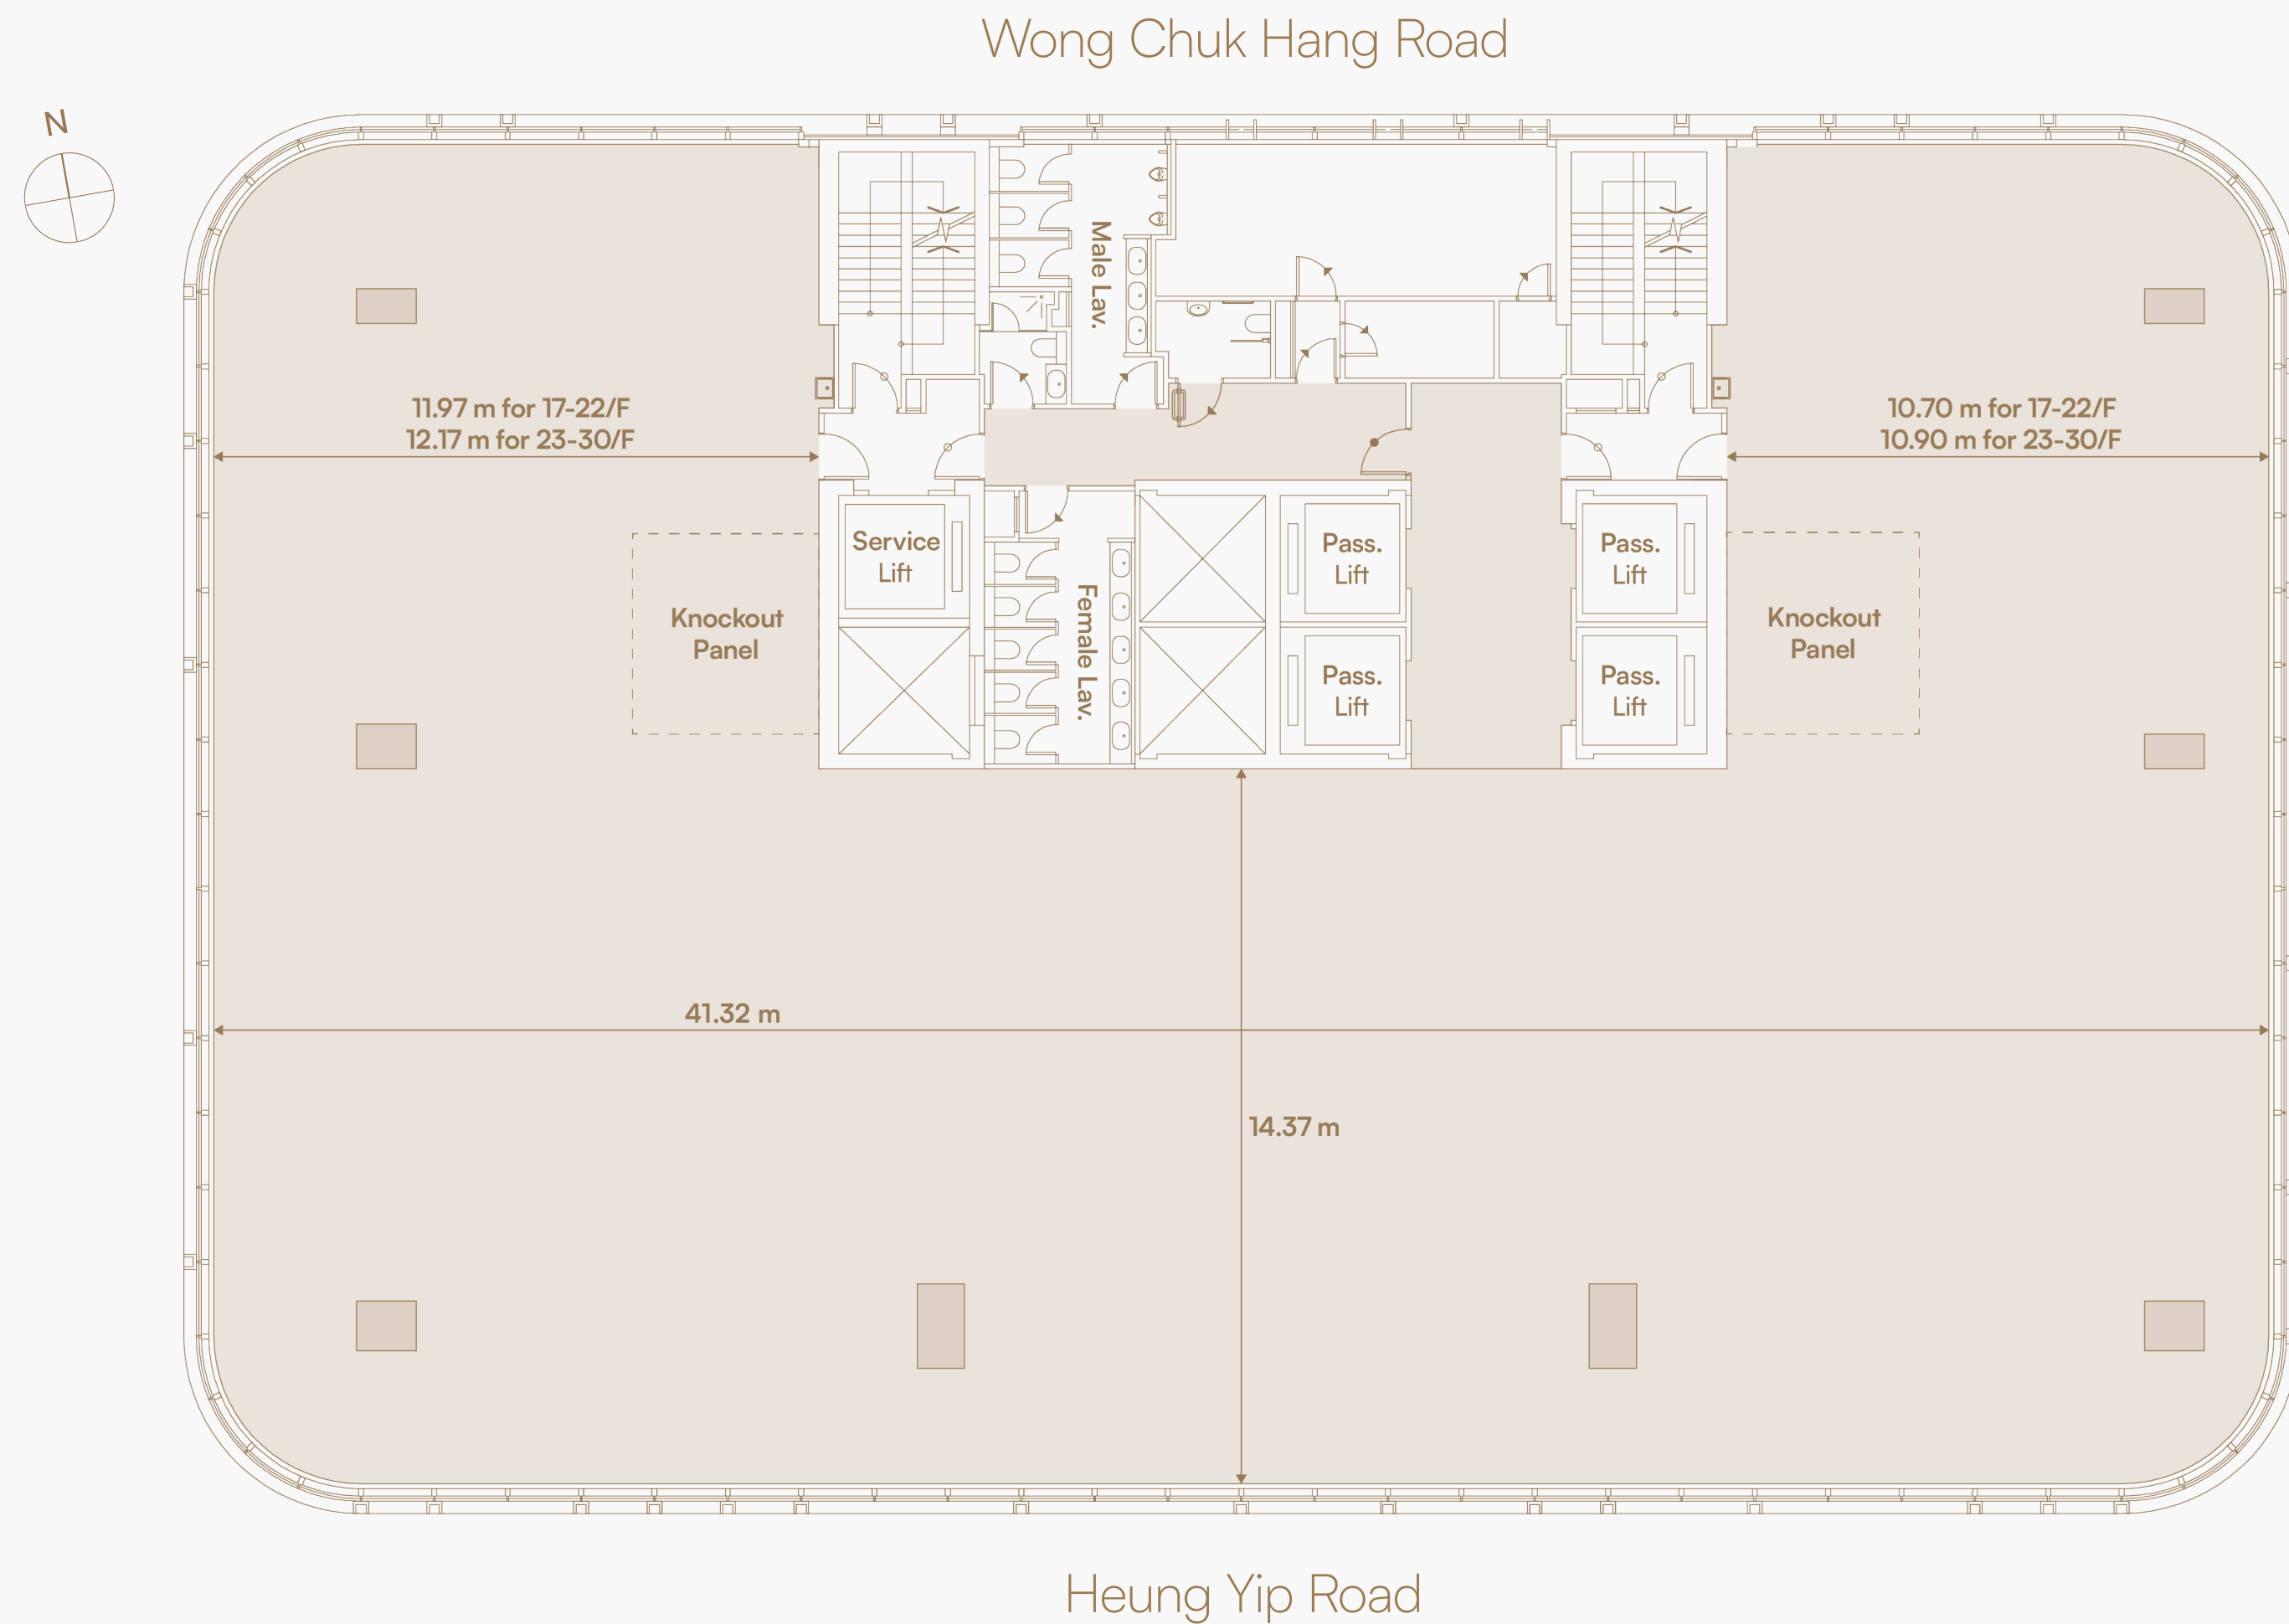 Wong Chuk Hang Road
N
Male Lav.
11.97 m for 17-22/F
12.17 m for 23-30/F
10.70 m for 17-22/F
10.90 m for 23-30/F
Service
Lift
Pass.
Lift
Pass.
Lift
Knockout
Panel
Female Lav.
Knockout
Panel
Pass.
Lift
Pass.
Lift
41.32 m
14.37 m
Heung Yip Road